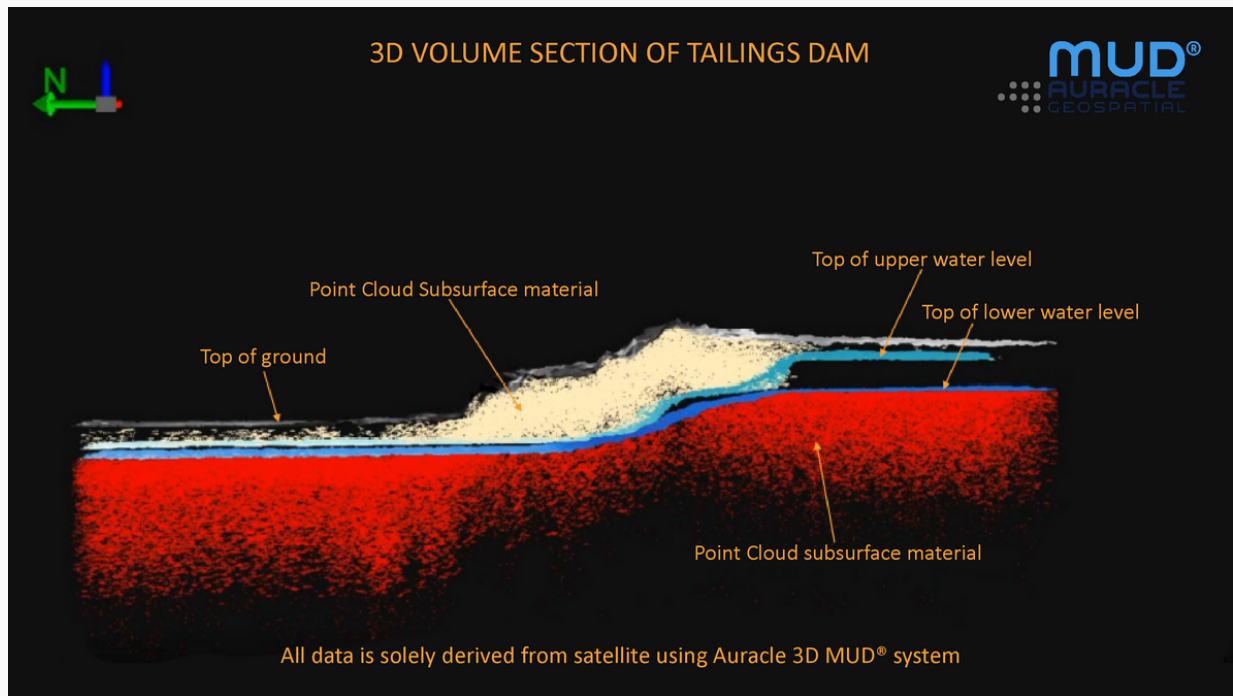 3D VOLUME SECTION OF TAILINGS DAM
MUD®
AURACLE
GEOSPATIAL
N
Top of upper water level
Point Cloud Subsurface material
Top of lower water level
Top of ground
Point Cloud subsurface material
All data is solely derived from satellite using Auracle 3D MUD® system